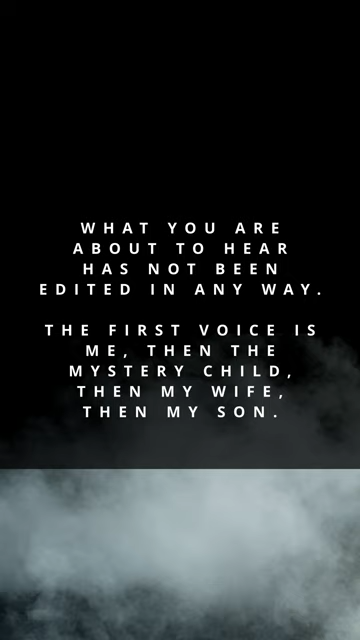 WHAT YOU ARE
ABOUT TO HEAR
HAS NOT BEEN
EDITED IN ANY WAY.
THE FIRST VOICE IS
ME, THEN THE
MYSTERY CHILD,
THEN MY WIFE,
THEN MY SON.